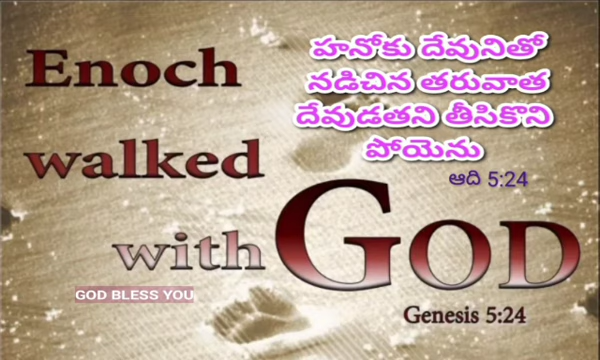 Enoch
walked
with GOD
Genesis 5:24
హనోకు దేవునితో
నడిచిన తరువాత
దేవుడతని తీసికొని
పోయెను
ఆది 5:24
GOD BLESS YOU